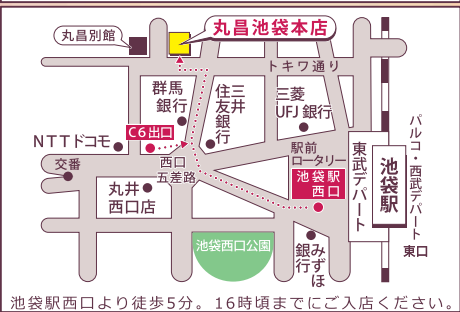 丸昌池袋本店
丸昌別館
トキワ通り
群馬
銀行
三井
住友
銀行
三菱
UFJ銀行
C6出口
NTTドコモ
交番
西口
五差路
駅前
ロータリー
池袋駅
西口
東武デパート
池袋駅
パルコ・西武デパート
東口
丸井
西口店
池袋西口公園
みずほ
銀行
池袋駅西口より徒歩5分。16時頃までにご入店ください。